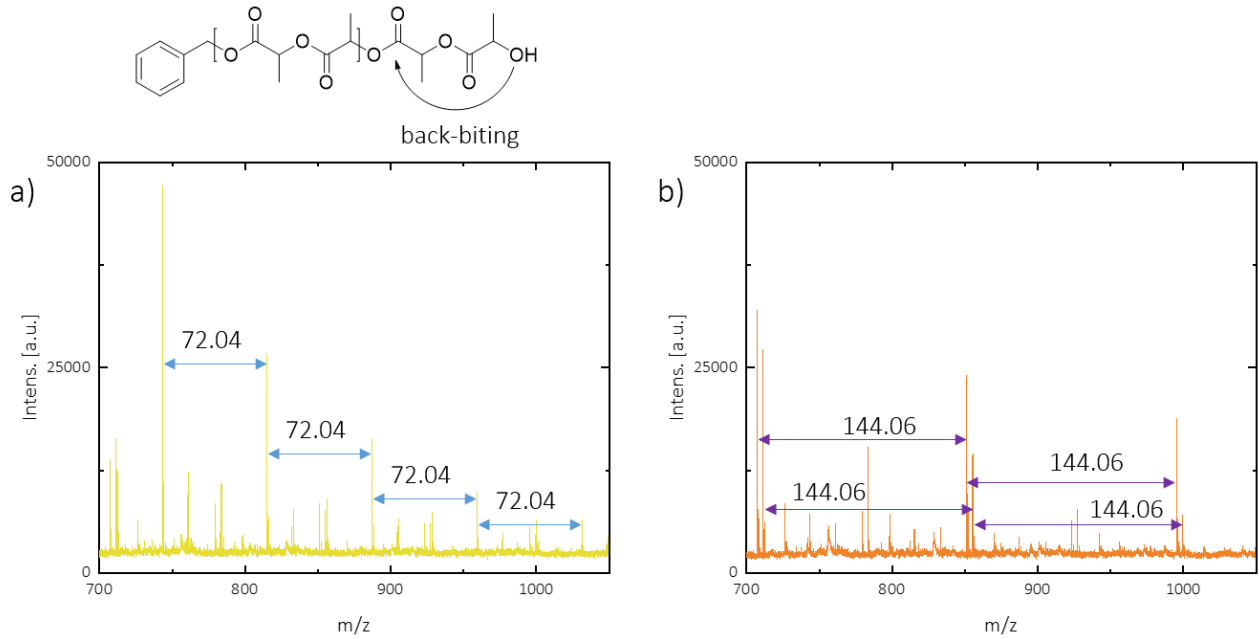 O
O
O
O
O
O
O
O
OH
O
back-biting
a)
50000
25000
0
Intens. [a.u.]
72.04
72.04
72.04
72.04
700
800
900
1000
m/z
b)
50000
25000
0
Intens. [a.u.]
144.06
144.06
144.06
144.06
700
800
900
1000
m/z